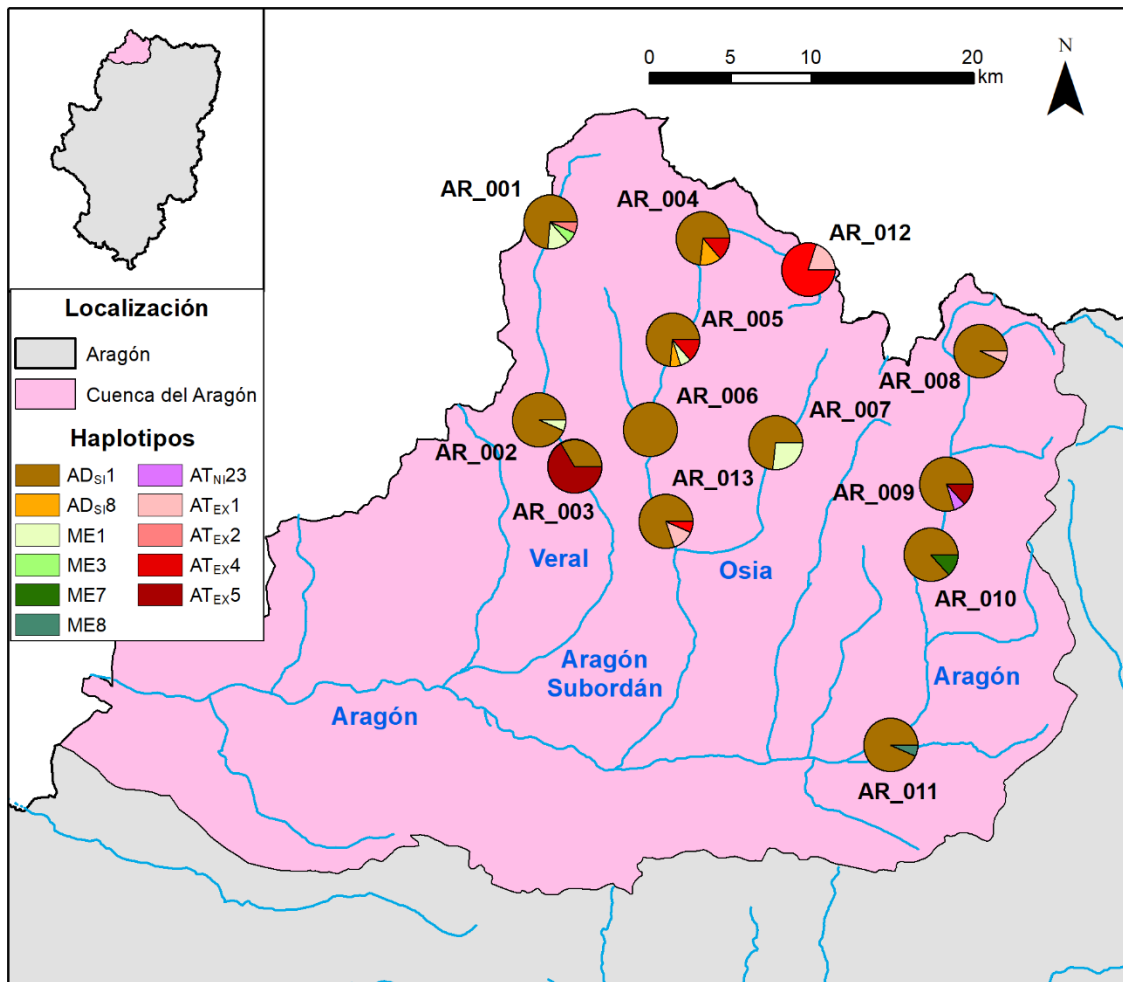 0 5 10 20
km
N
AR_001
AR_004
AR_012
AR_005
AR_008
AR_006
AR_007
AR_002
AR_009
AR_003
AR_013
AR_010
AR_011
Veral
Osia
Aragón
Subordán
Aragón
Aragón
Localización
Aragón
Cuenca del Aragón
Haplotipos
ADSI1
ADSI8
ME1
ME3
ME7
ME8
ATNI23
ATEX1
ATEX2
ATEX4
ATEX5